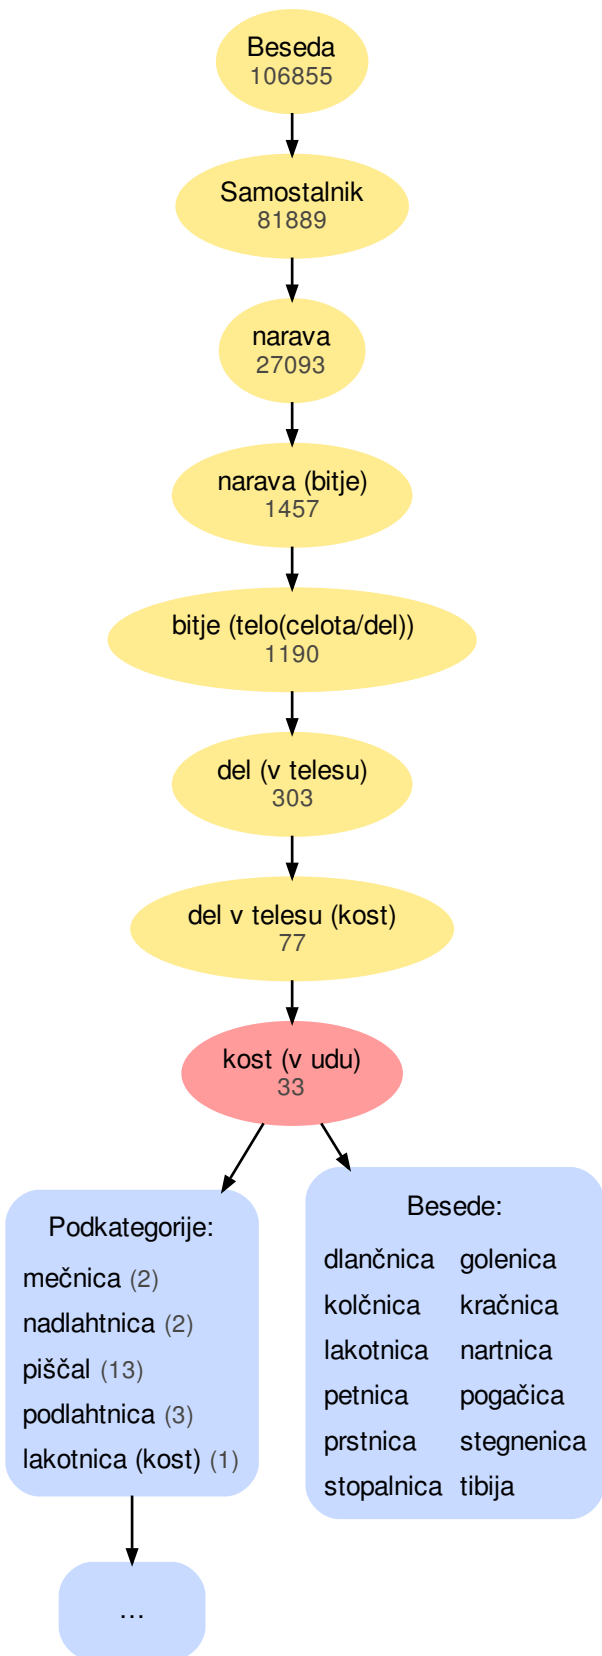 Beseda
106855
Samostalnik
81889
narava
27093
narava (bitje)
1457
bitje (telo(celota/del))
1190
del (v telesu)
303
del v telesu (kost)
77
kost (v udu)
33
Podkategorije:
mečnica (2)
nadlahtnica (2)
piščal (13)
podlahtnica (3)
lakotnica (kost) (1)
...
Besede:
dlančnica golenica
kolčnica kračnica
lakotnica nartnica
petnica pogačica
prstnica stegnenica
stopalnica tibija